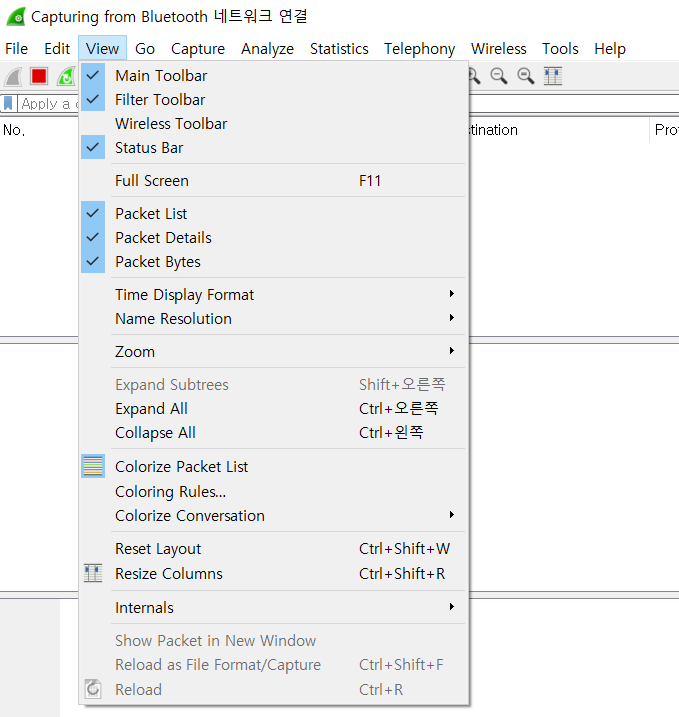 Capturing from Bluetooth 네트워크 연결
File Edit View Go Capture Analyze Statistics Telephony Wireless Tools Help
Apply a
No.
tination
Pro
Main Toolbar
Filter Toolbar
Wireless Toolbar
Status Bar
Full Screen F11
Packet List
Packet Details
Packet Bytes
Time Display Format
Name Resolution
Zoom
Expand Subtrees Shift+오른쪽
Expand All Ctrl+오른쪽
Collapse All Ctrl+왼쪽
Colorize Packet List
Coloring Rules...
Colorize Conversation
Reset Layout Ctrl+Shift+W
Resize Columns Ctrl+Shift+R
Internals
Show Packet in New Window
Reload as File Format/Capture Ctrl+Shift+F
Reload Ctrl+R